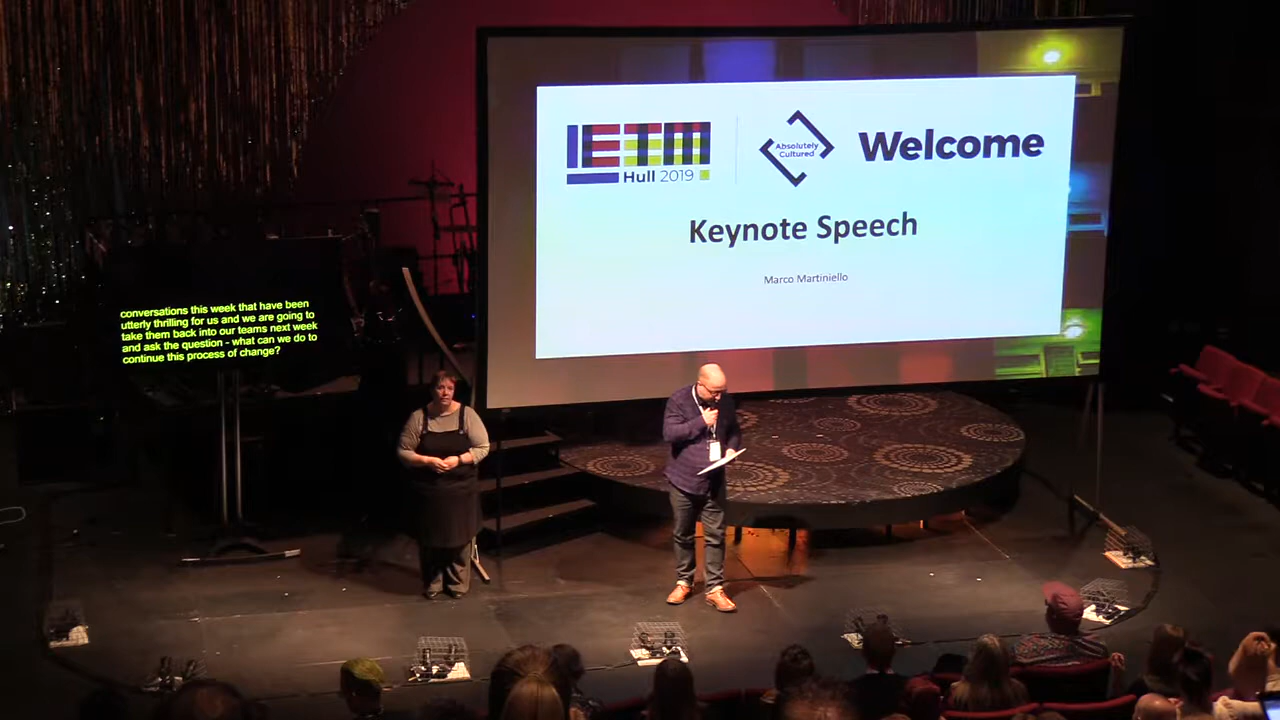 IETM
Hull 2019
Absolutely
Cultured
Welcome
Keynote Speech
Marco Martiniello
conversations this week that have been
utterly thrilling for us and we are going to
take them back into our teams next week
and ask the question - what can we do to
continue this process of change?